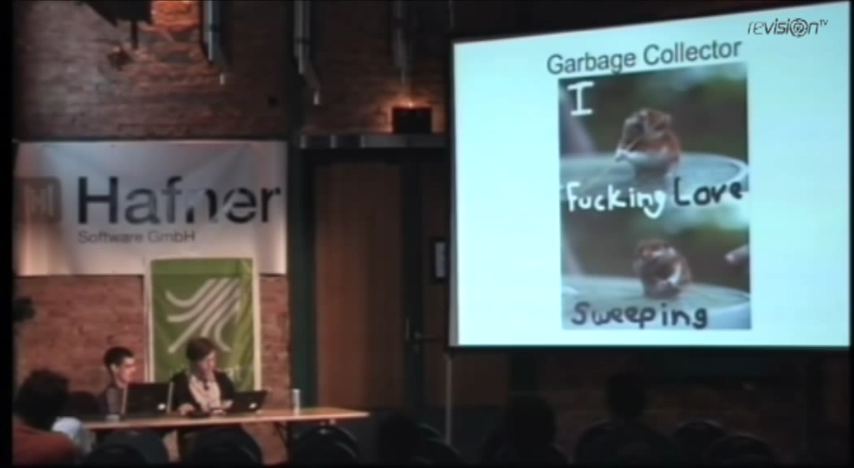 revision TV
Garbage Collector
I
Fucking Love
Sweeping
Hafner
Software GmbH